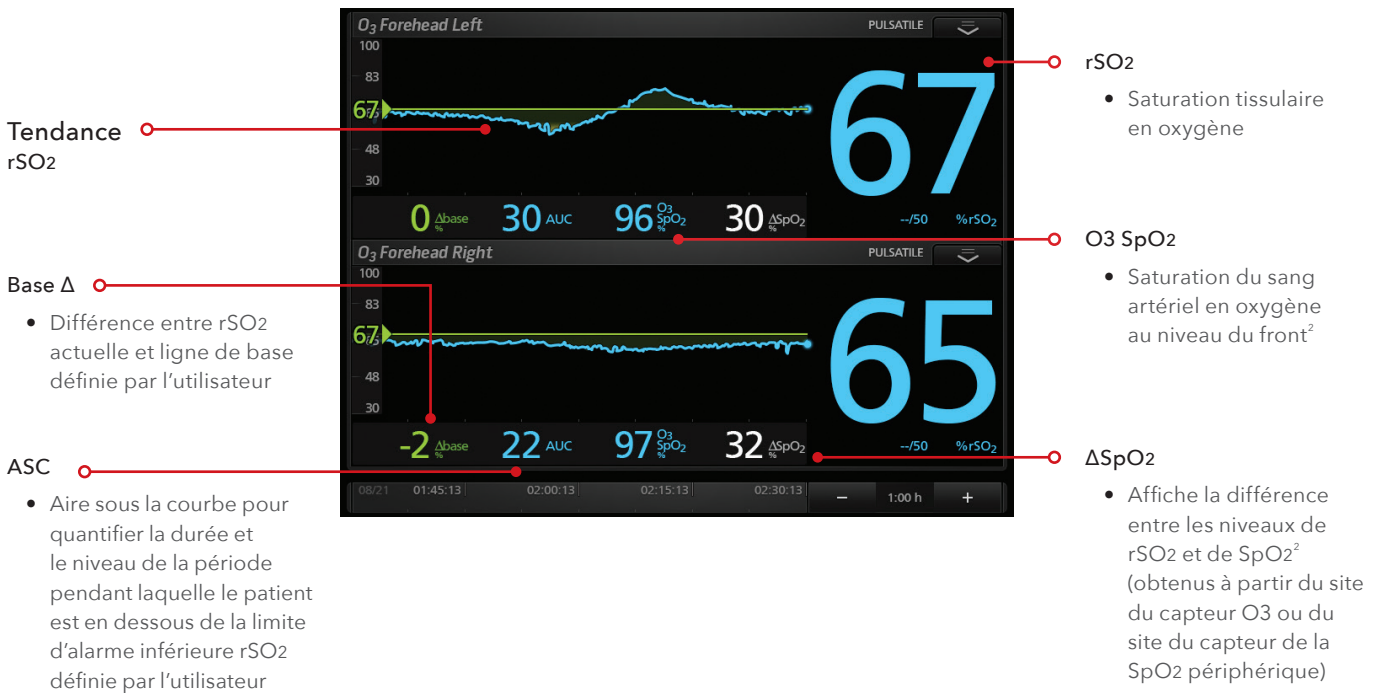 Tendance
rSO2
Base Δ
• Différence entre rSO2
actuelle et ligne de base
définie par l'utilisateur
ASC
• Aire sous la courbe pour
quantifier la durée et
le niveau de la période
pendant laquelle le patient
est en dessous de la limite
d'alarme inférieure rSO2
définie par l'utilisateur
O3 Forehead Left
PULSATILE
100
83
67
48
30
67
0 Δbase %
30 AUC
96 O3 SpO2 %
30 ΔSpO2 %
--/50 %rSO2
O3 Forehead Right
PULSATILE
100
83
67
48
30
65
-2 Δbase %
22 AUC
97 O3 SpO2 %
32 ΔSpO2 %
--/50 %rSO2
08/21 01:45:13 02:00:13 02:15:13 02:30:13 – 1:00 h +
rSO2
• Saturation tissulaire
en oxygène
O3 SpO2
• Saturation du sang
artériel en oxygène
au niveau du front²
ΔSpO2
• Affiche la différence
entre les niveaux de
rSO2 et de SpO2²
(obtenus à partir du site
du capteur O3 ou du
site du capteur de la
SpO2 périphérique)